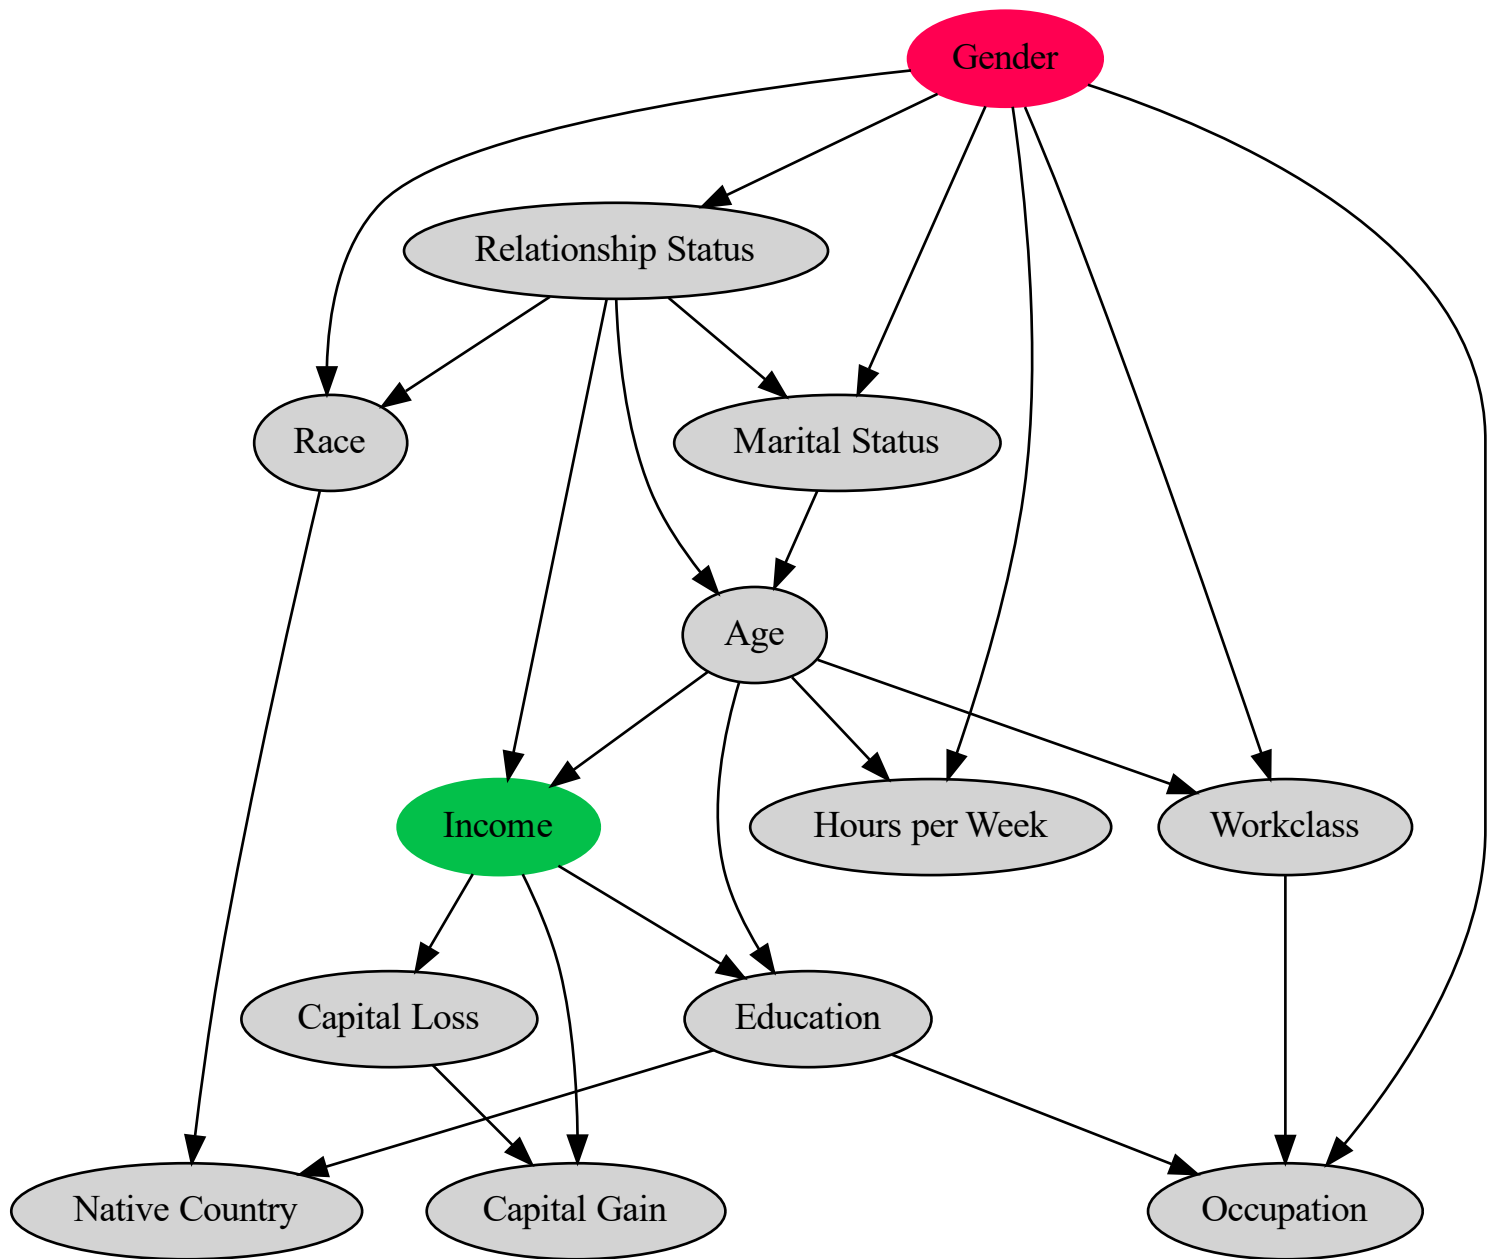 Gender
Relationship Status
Race
Marital Status
Age
Income
Hours per Week
Workclass
Capital Loss
Education
Native Country
Capital Gain
Occupation